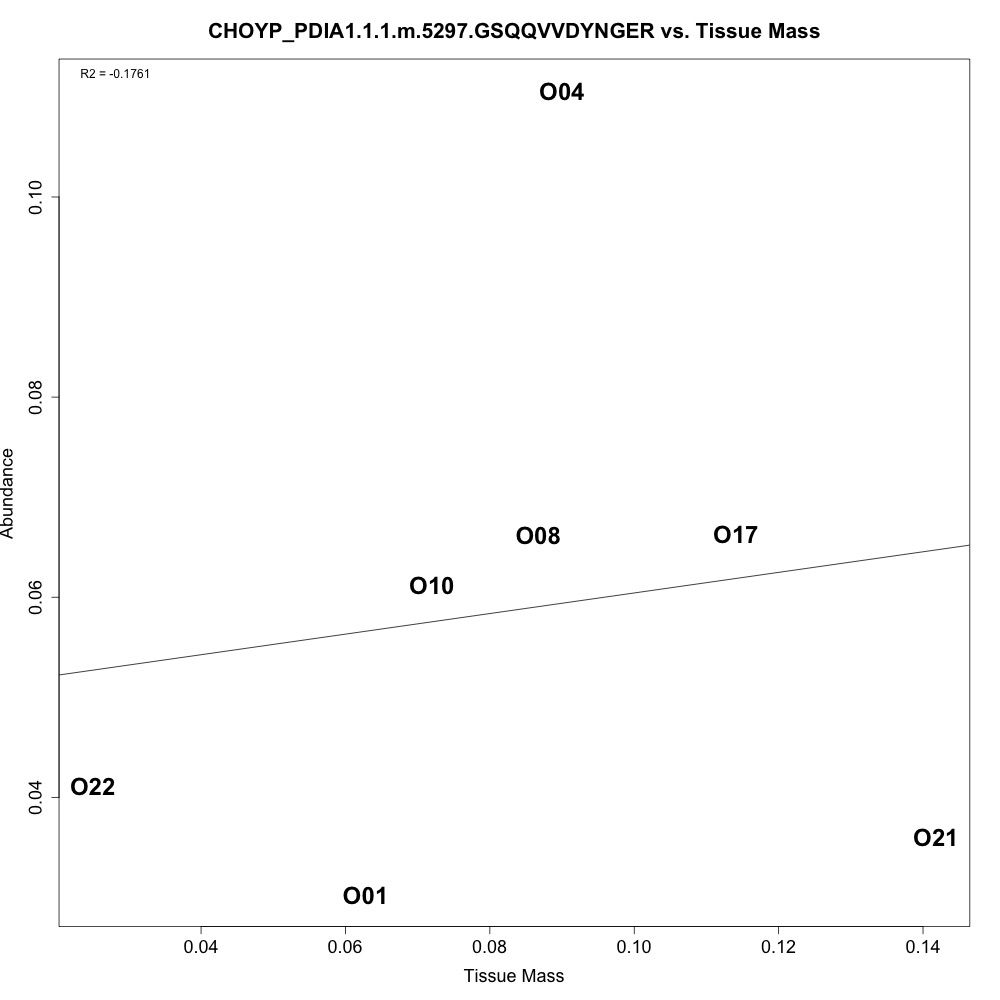 CHOYP_PDIA1.1.1.m.5297.GSQQVVDYNGER vs. Tissue Mass
R2 = -0.1761
O04
0.10
0.08
Abundance
O08
O17
O10
0.06
O22
0.04
O21
O01
0.04 0.06 0.08 0.10 0.12 0.14
Tissue Mass